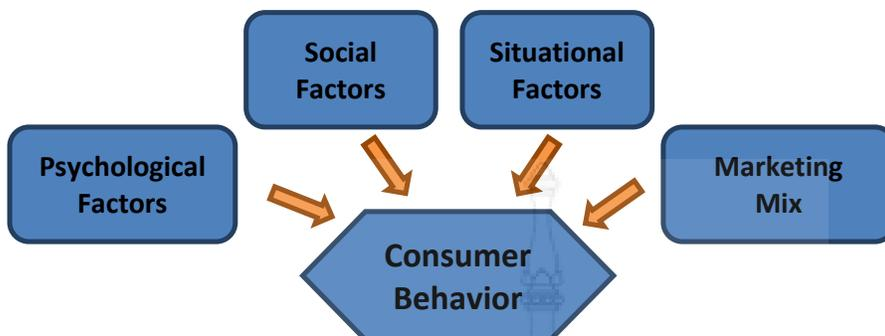 Social
Factors
Situational
Factors
Psychological
Factors
Marketing
Mix
Consumer
Behavior